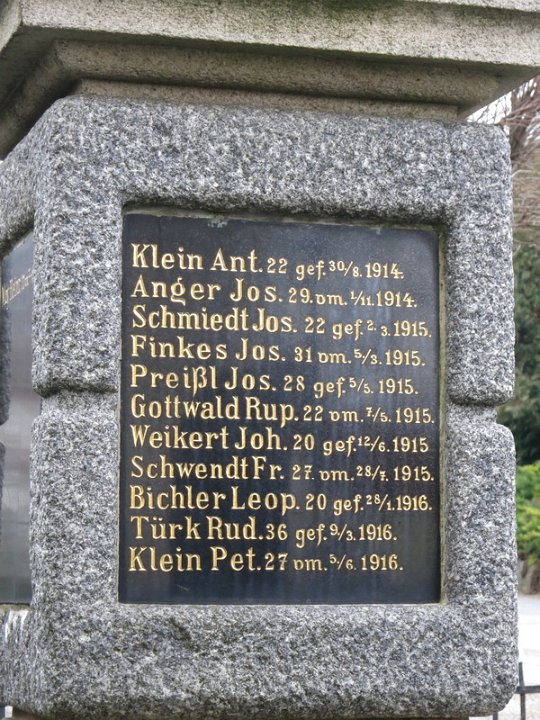 Klein Ant. 22 gef. 30/8. 1914.
Anger Jos. 29. vm. 1/11. 1914.
Schmiedt Jos. 22 gef. 2. 3. 1915.
Finkes Jos. 31 vm. 5/3. 1915.
Preißl Jos. 28 gef. 5/5. 1915.
Gottwald Rup. 22 vm. 7/5. 1915.
Weikert Joh. 20 gef. 12/6. 1915
Schwendt Fr. 27. vm. 28/7. 1915.
Bichler Leop. 20 gef. 28/1. 1916.
Türk Rud. 36 gef. 9/3. 1916.
Klein Pet. 27 vm. 5/6. 1916.